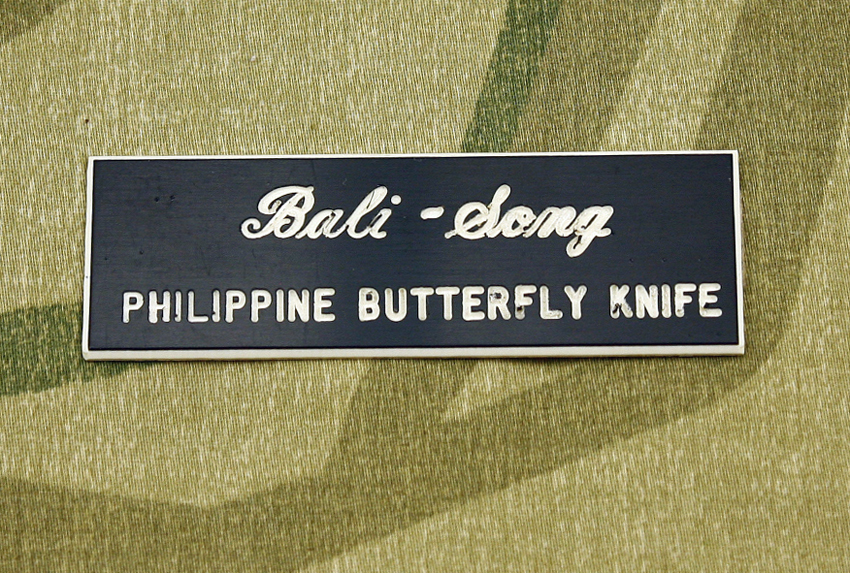 Bali - Song
PHILIPPINE BUTTERFLY KNIFE